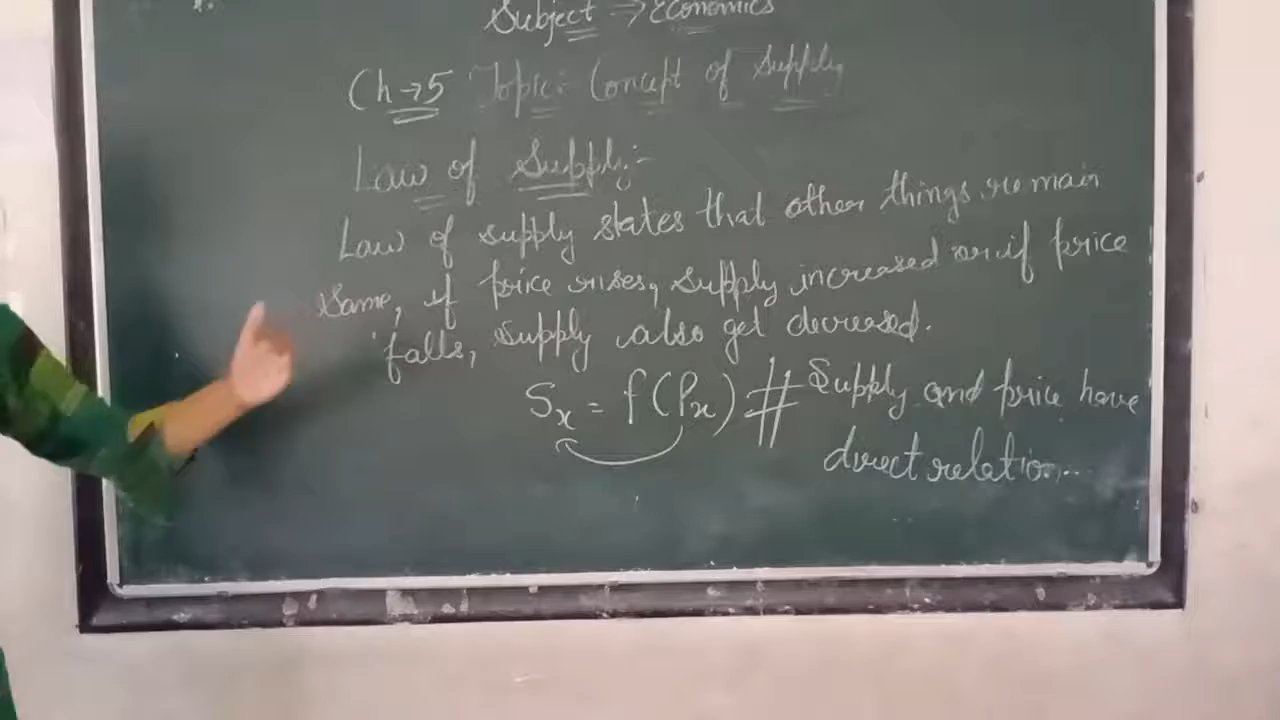 Subject → Economics
Ch → 5 Topic:- Concept of Supply
Law of Supply:-
Law of supply states that other things remain
Same, if price rises, supply increased or if price
falls, supply also get decreased.
Sx = f(Px) # Supply and price have
direct relation..